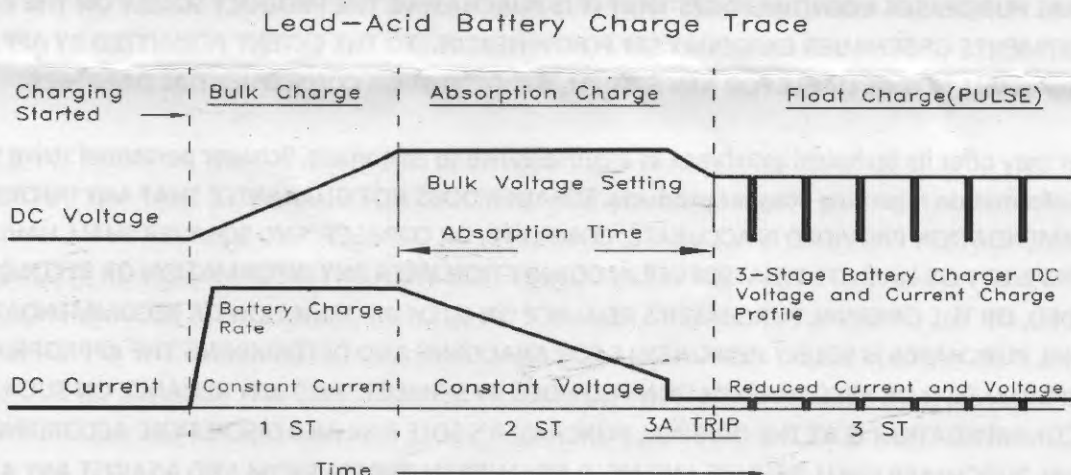 Lead-Acid Battery Charge Trace
Charging
Started
Bulk Charge
Absorption Charge
Float Charge(PULSE)
Bulk Voltage Setting
DC Voltage
Absorption Time
3-Stage Battery Charger DC
Voltage and Current Charge
Profile
Battery Charge
Rate
DC Current
Constant Current
Constant Voltage
Reduced Current and Voltage
3A TRIP
1 ST
2 ST
3 ST
Time